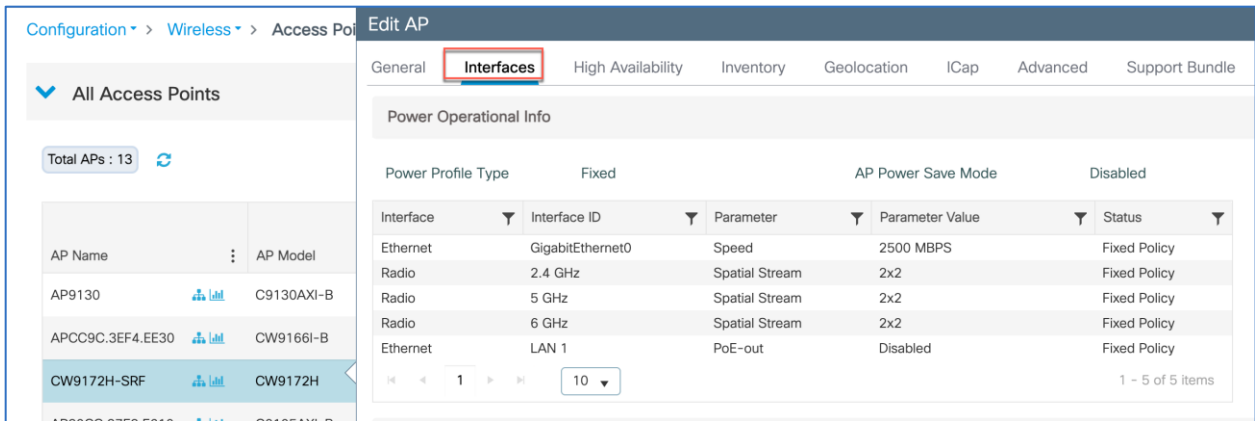 Configuration > Wireless > Access Poi
All Access Points
Total APs : 13
AP Name AP Model
AP9130 C9130AXI-B
APCC9C.3EF4.EE30 CW9166I-B
CW9172H-SRF CW9172H
Edit AP
General Interfaces High Availability Inventory Geolocation ICap Advanced Support Bundle
Power Operational Info
Power Profile Type Fixed AP Power Save Mode Disabled
Interface Interface ID Parameter Parameter Value Status
Ethernet GigabitEthernet0 Speed 2500 MBPS Fixed Policy
Radio 2.4 GHz Spatial Stream 2x2 Fixed Policy
Radio 5 GHz Spatial Stream 2x2 Fixed Policy
Radio 6 GHz Spatial Stream 2x2 Fixed Policy
Ethernet LAN 1 PoE-out Disabled Fixed Policy
1 10 1 - 5 of 5 items